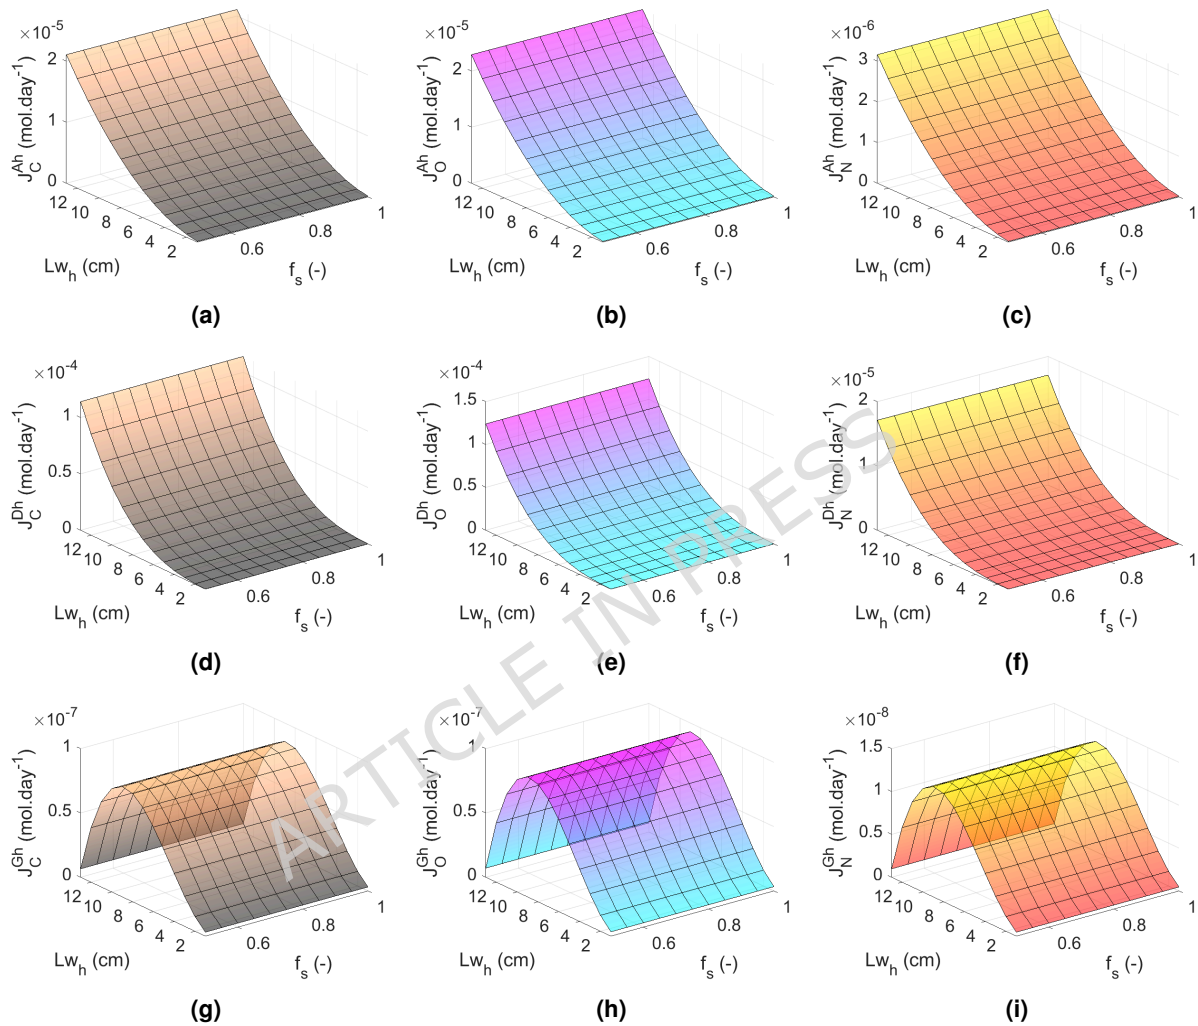 ×10-5 ×10-5 ×10-6
2 2 3
1 1 2
1
0 0 0
J_C^Ah (mol.day-1) J_O^Ah (mol.day-1) J_N^Ah (mol.day-1)
12 10 8 6 4 2 0.6 0.8 1 12 10 8 6 4 2 0.6 0.8 1 12 10 8 6 4 2 0.6 0.8 1
Lw_h (cm) f_s (-) Lw_h (cm) f_s (-) Lw_h (cm) f_s (-)
(a) (b) (c)
×10-4 ×10-4 ×10-5
1 1.5 2
0.5 1 1
0 0.5 0
0
J_C^Dh (mol.day-1) J_O^Dh (mol.day-1) J_N^Dh (mol.day-1)
12 10 8 6 4 2 0.6 0.8 1 12 10 8 6 4 2 0.6 0.8 1 12 10 8 6 4 2 0.6 0.8 1
Lw_h (cm) f_s (-) Lw_h (cm) f_s (-) Lw_h (cm) f_s (-)
(d) (e) (f)
ARTICLE IN PRESS
×10-7 ×10-7 ×10-8
1 1 1.5
0.5 0.5 1
0 0 0.5
0
J_C^Gh (mol.day-1) J_O^Gh (mol.day-1) J_N^Gh (mol.day-1)
12 10 8 6 4 2 0.6 0.8 1 12 10 8 6 4 2 0.6 0.8 1 12 10 8 6 4 2 0.6 0.8 1
Lw_h (cm) f_s (-) Lw_h (cm) f_s (-) Lw_h (cm) f_s (-)
(g) (h) (i)